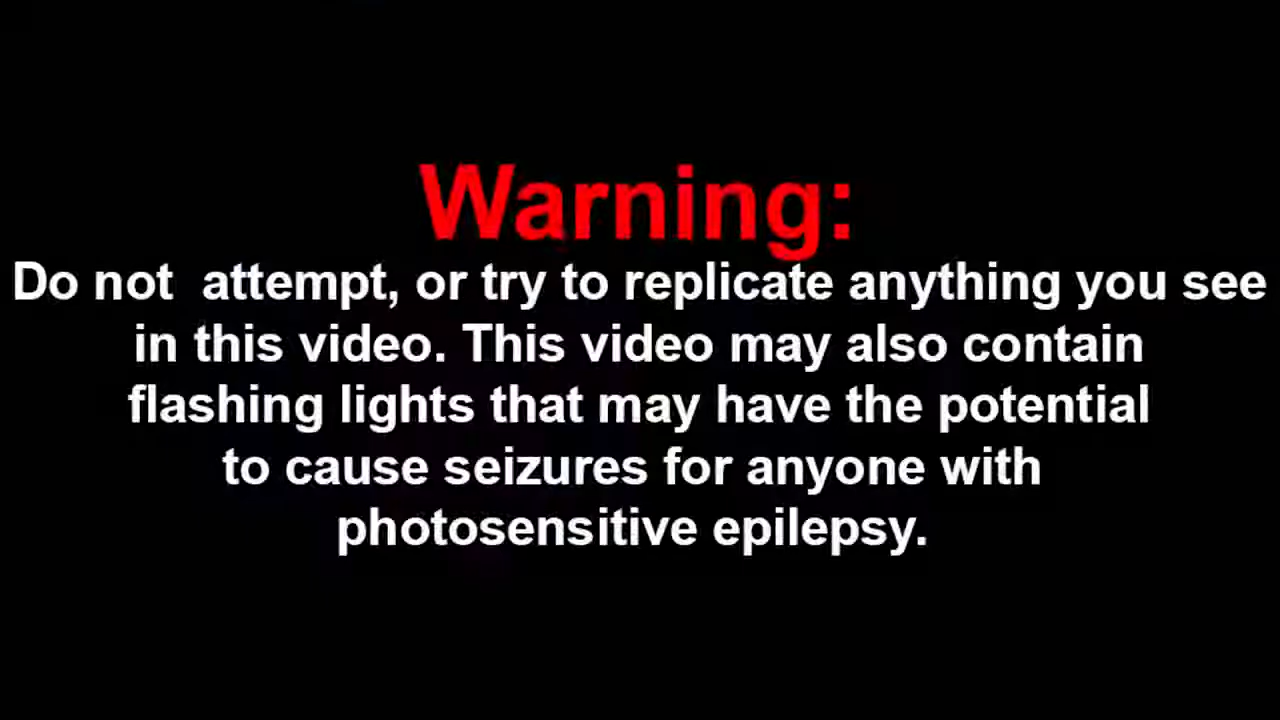 Warning:
Do not  attempt, or try to replicate anything you see
in this video. This video may also contain
flashing lights that may have the potential
to cause seizures for anyone with
photosensitive epilepsy.